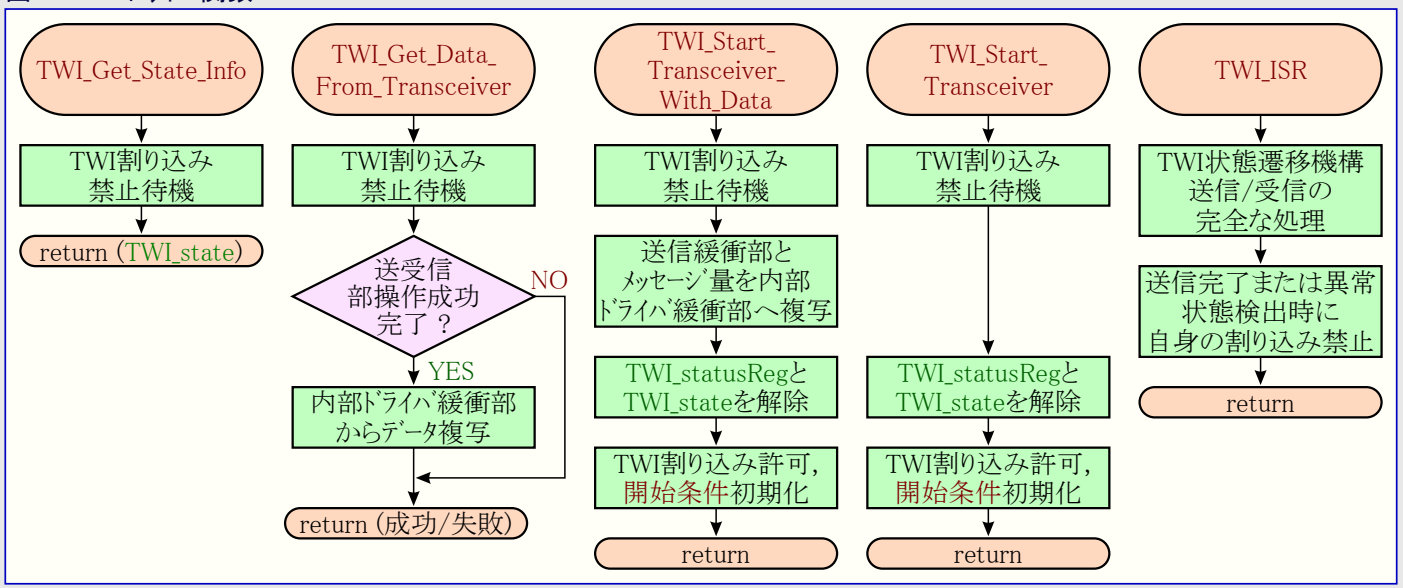 TWI_Get_State_Info
TWI割り込み
禁止待機
return (TWI_state)
TWI_Get_Data_
From_Transceiver
TWI割り込み
禁止待機
送受信
部操作成功
完了 ?
NO
YES
内部ドライバ緩衝部
からデータ複写
return (成功/失敗)
TWI_Start_
Transceiver_
With_Data
TWI割り込み
禁止待機
送信緩衝部と
メッセージ量を内部
ドライバ緩衝部へ複写
TWI_statusRegと
TWI_stateを解除
TWI割り込み許可,
開始条件初期化
return
TWI_Start_
Transceiver
TWI割り込み
禁止待機
TWI_statusRegと
TWI_stateを解除
TWI割り込み許可,
開始条件初期化
return
TWI_ISR
TWI状態遷移機構
送信/受信の
完全な処理
送信完了または異常
状態検出時に
自身の割り込み禁止
return